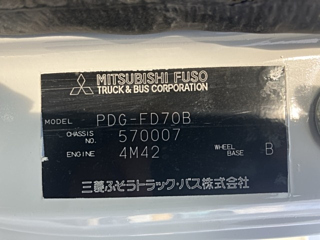 MITSUBISHI FUSO
TRUCK & BUS CORPORATION
MODEL PDG-FD70B
CHASSIS NO. 570007
ENGINE 4M42 WHEEL BASE B
三菱ふそうトラック・バス株式会社